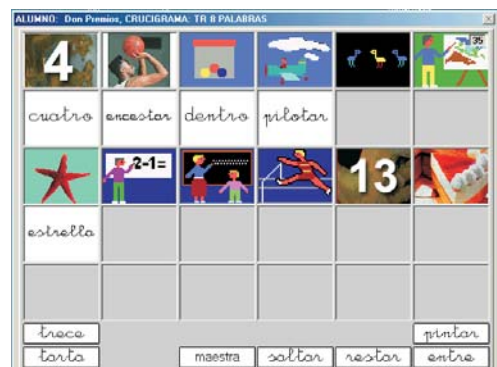 ALUMNO: Don Premios, CRUCIGRAMA: TR 8 PALABRAS
4
35
cuatro encestar dentro pilotar
2-1=
13
estrella
trece pintar
tarta maestra saltar restar entre